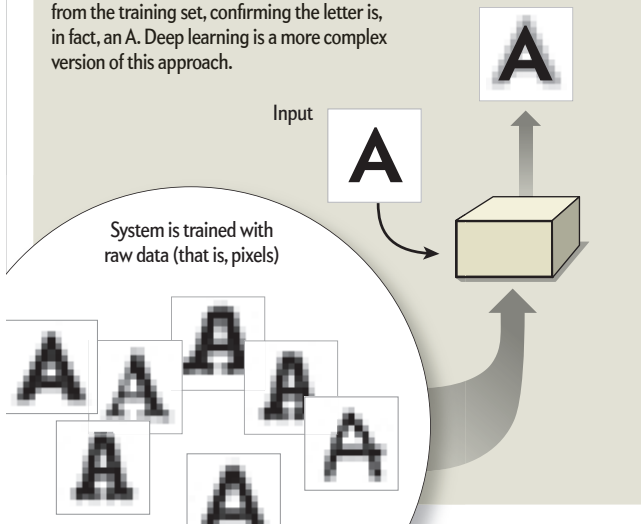 from the training set, confirming the letter is,
in fact, an A. Deep learning is a more complex
version of this approach.
A
Input
A
System is trained with
raw data (that is, pixels)
A
A
A
A
A
A
A